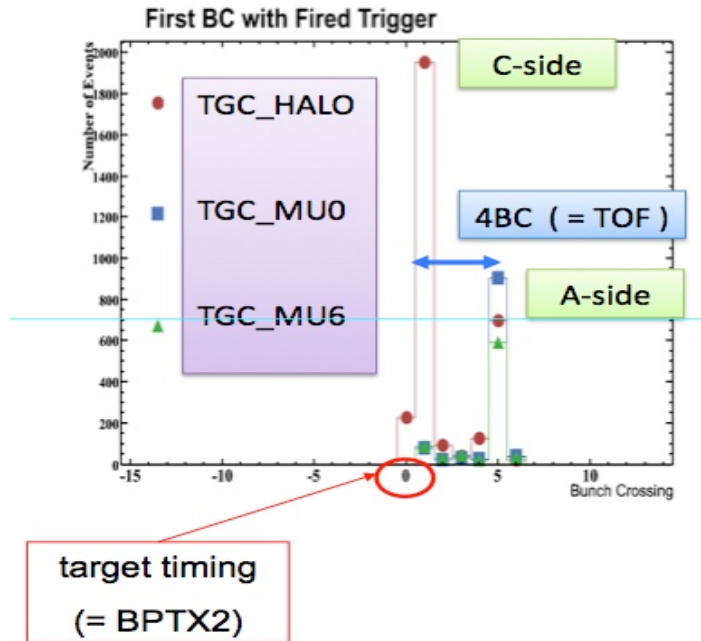 First BC with Fired Trigger
Number of Events
2000
1800
1600
1400
1200
1000
800
600
400
200
0
TGC_HALO
TGC_MU0
TGC_MU6
C-side
4BC ( = TOF )
A-side
-15 -10 -5 0 5 10
Bunch Crossing
target timing
(= BPTX2)